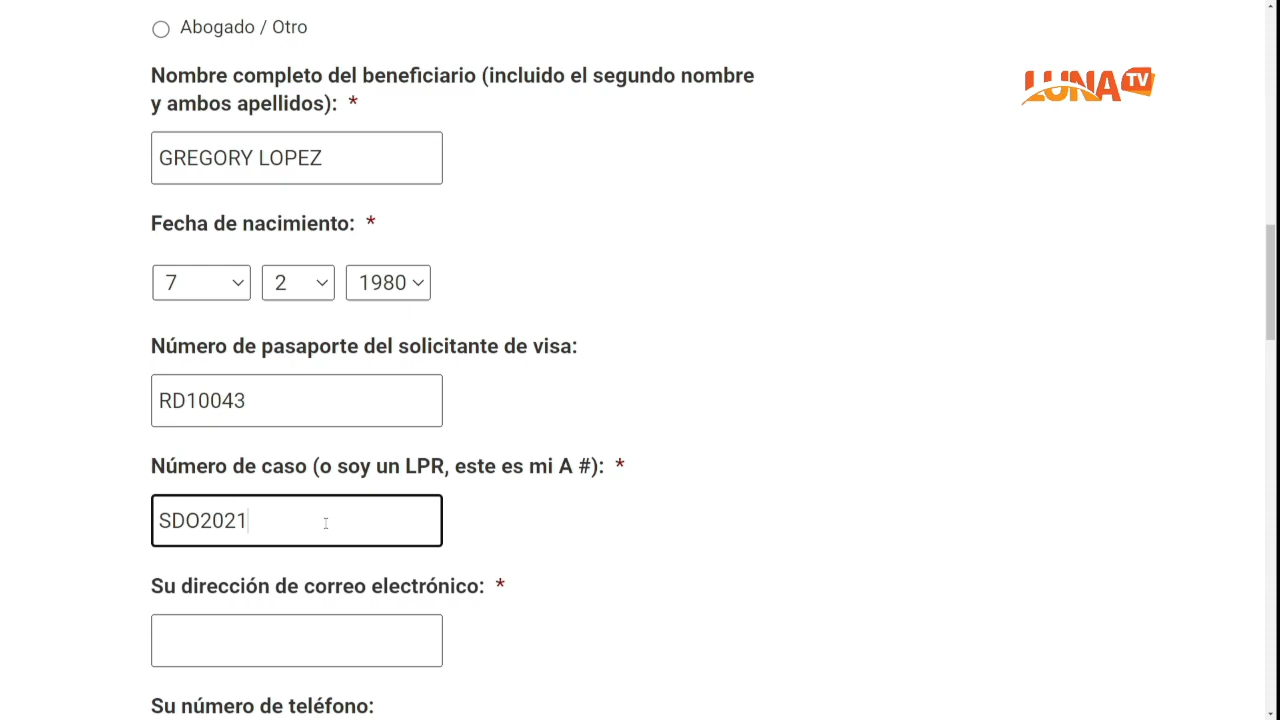 Abogado / Otro
Nombre completo del beneficiario (incluido el segundo nombre
y ambos apellidos): *
LUNA TV
GREGORY LOPEZ
Fecha de nacimiento: *
7 2 1980
Número de pasaporte del solicitante de visa:
RD10043
Número de caso (o soy un LPR, este es mi A #): *
SDO2021
Su dirección de correo electrónico: *
Su número de teléfono: